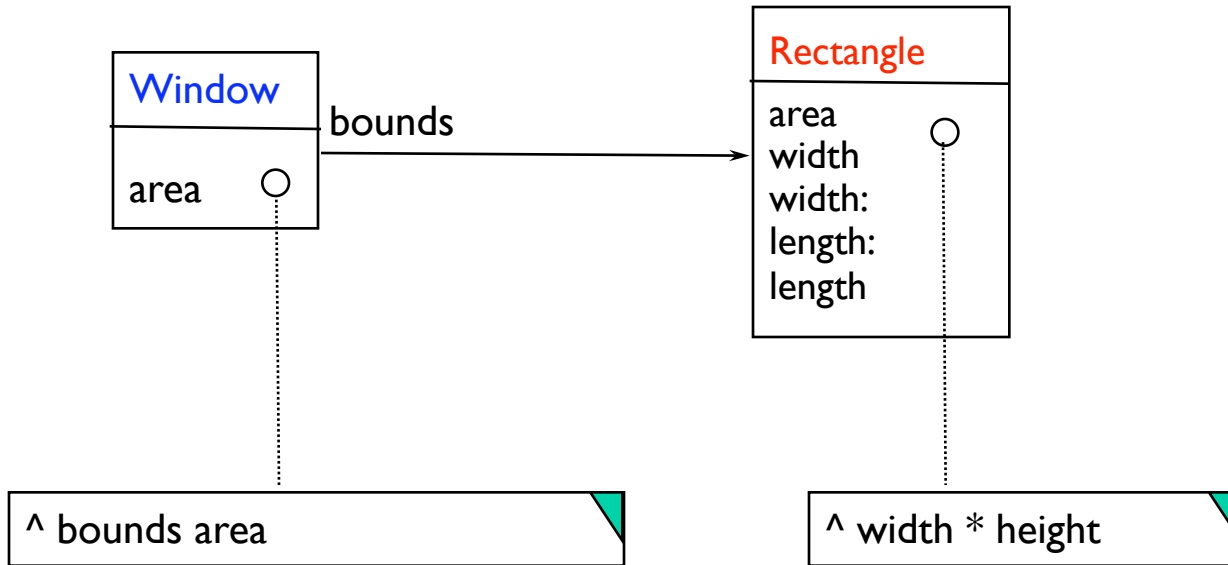 Window
area
bounds
Rectangle
area
width
width:
length:
length
^ bounds area
^ width * height